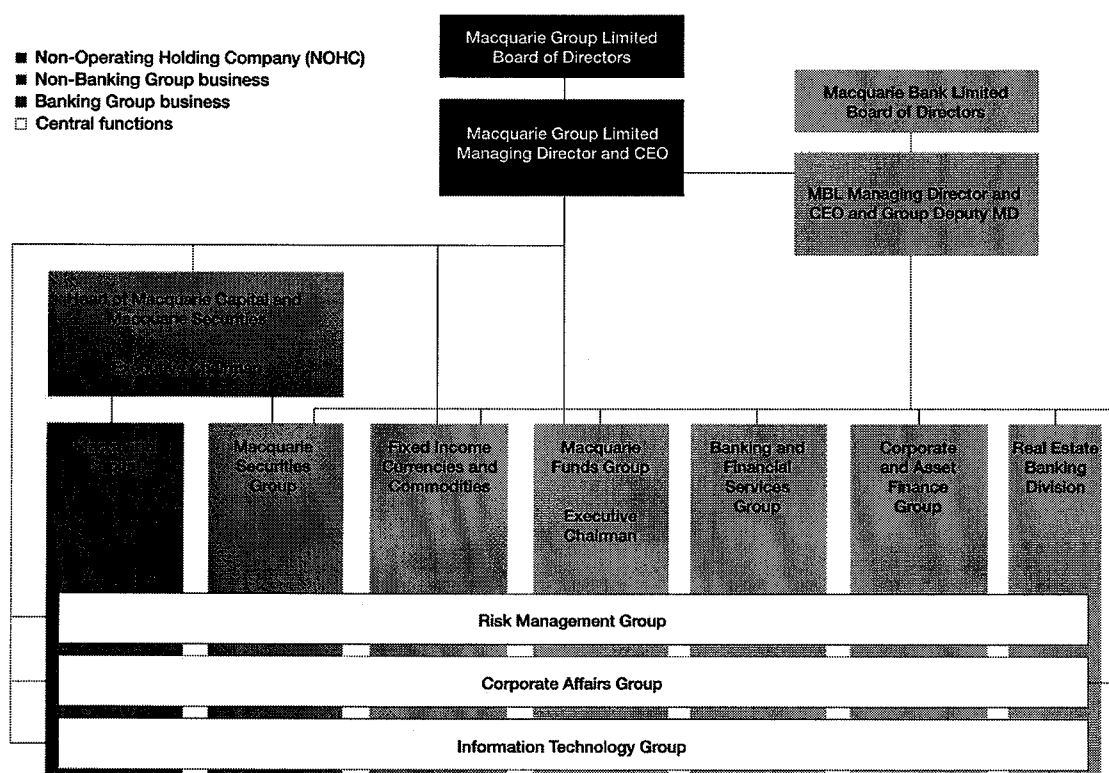 Macquarie Group Limited
Board of Directors
Non-Operating Holding Company (NOHC)
Non-Banking Group business
Banking Group business
Central functions
Macquarie Bank Limited
Board of Directors
Macquarie Group Limited
Managing Director and CEO
MBL Managing Director and
CEO and Group Deputy MD
Head of Macquarie Capital and
Macquarie Securities
Executive Chairman
Macquarie
Securities
Group
Fixed Income
Currencies and
Commodities
Macquarie
Funds Group
Executive
Chairman
Banking and
Financial
Services
Group
Corporate
and Asset
Finance
Group
Real Estate
Banking
Division
Risk Management Group
Corporate Affairs Group
Information Technology Group